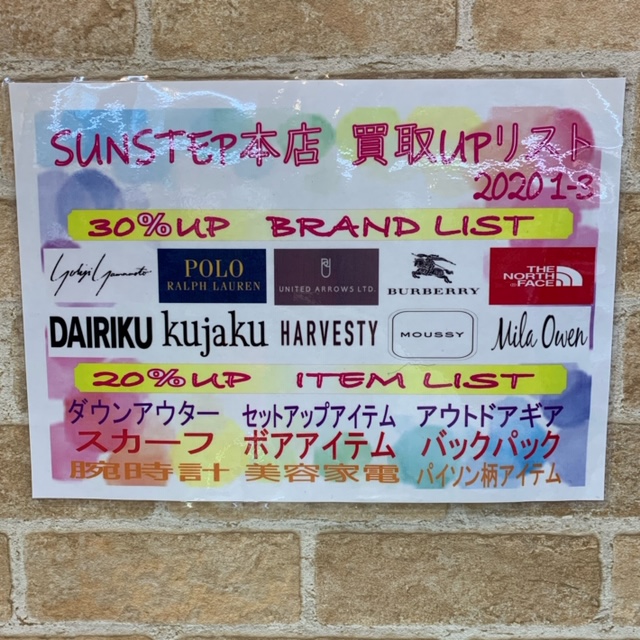 SUNSTEP本店 買取UPリスト
2020 1-3
30%UP BRAND LIST
Yohji Yamamoto POLO RALPH LAUREN UNITED ARROWS LTD. BURBERRY THE NORTH FACE
DAIRIKU kujaku HARVESTY MOUSSY Mila Owen
20%UP ITEM LIST
ダウンアウター セットアップアイテム アウトドアギア
スカーフ ボアアイテム バックパック
腕時計 美容家電 パイソン柄アイテム